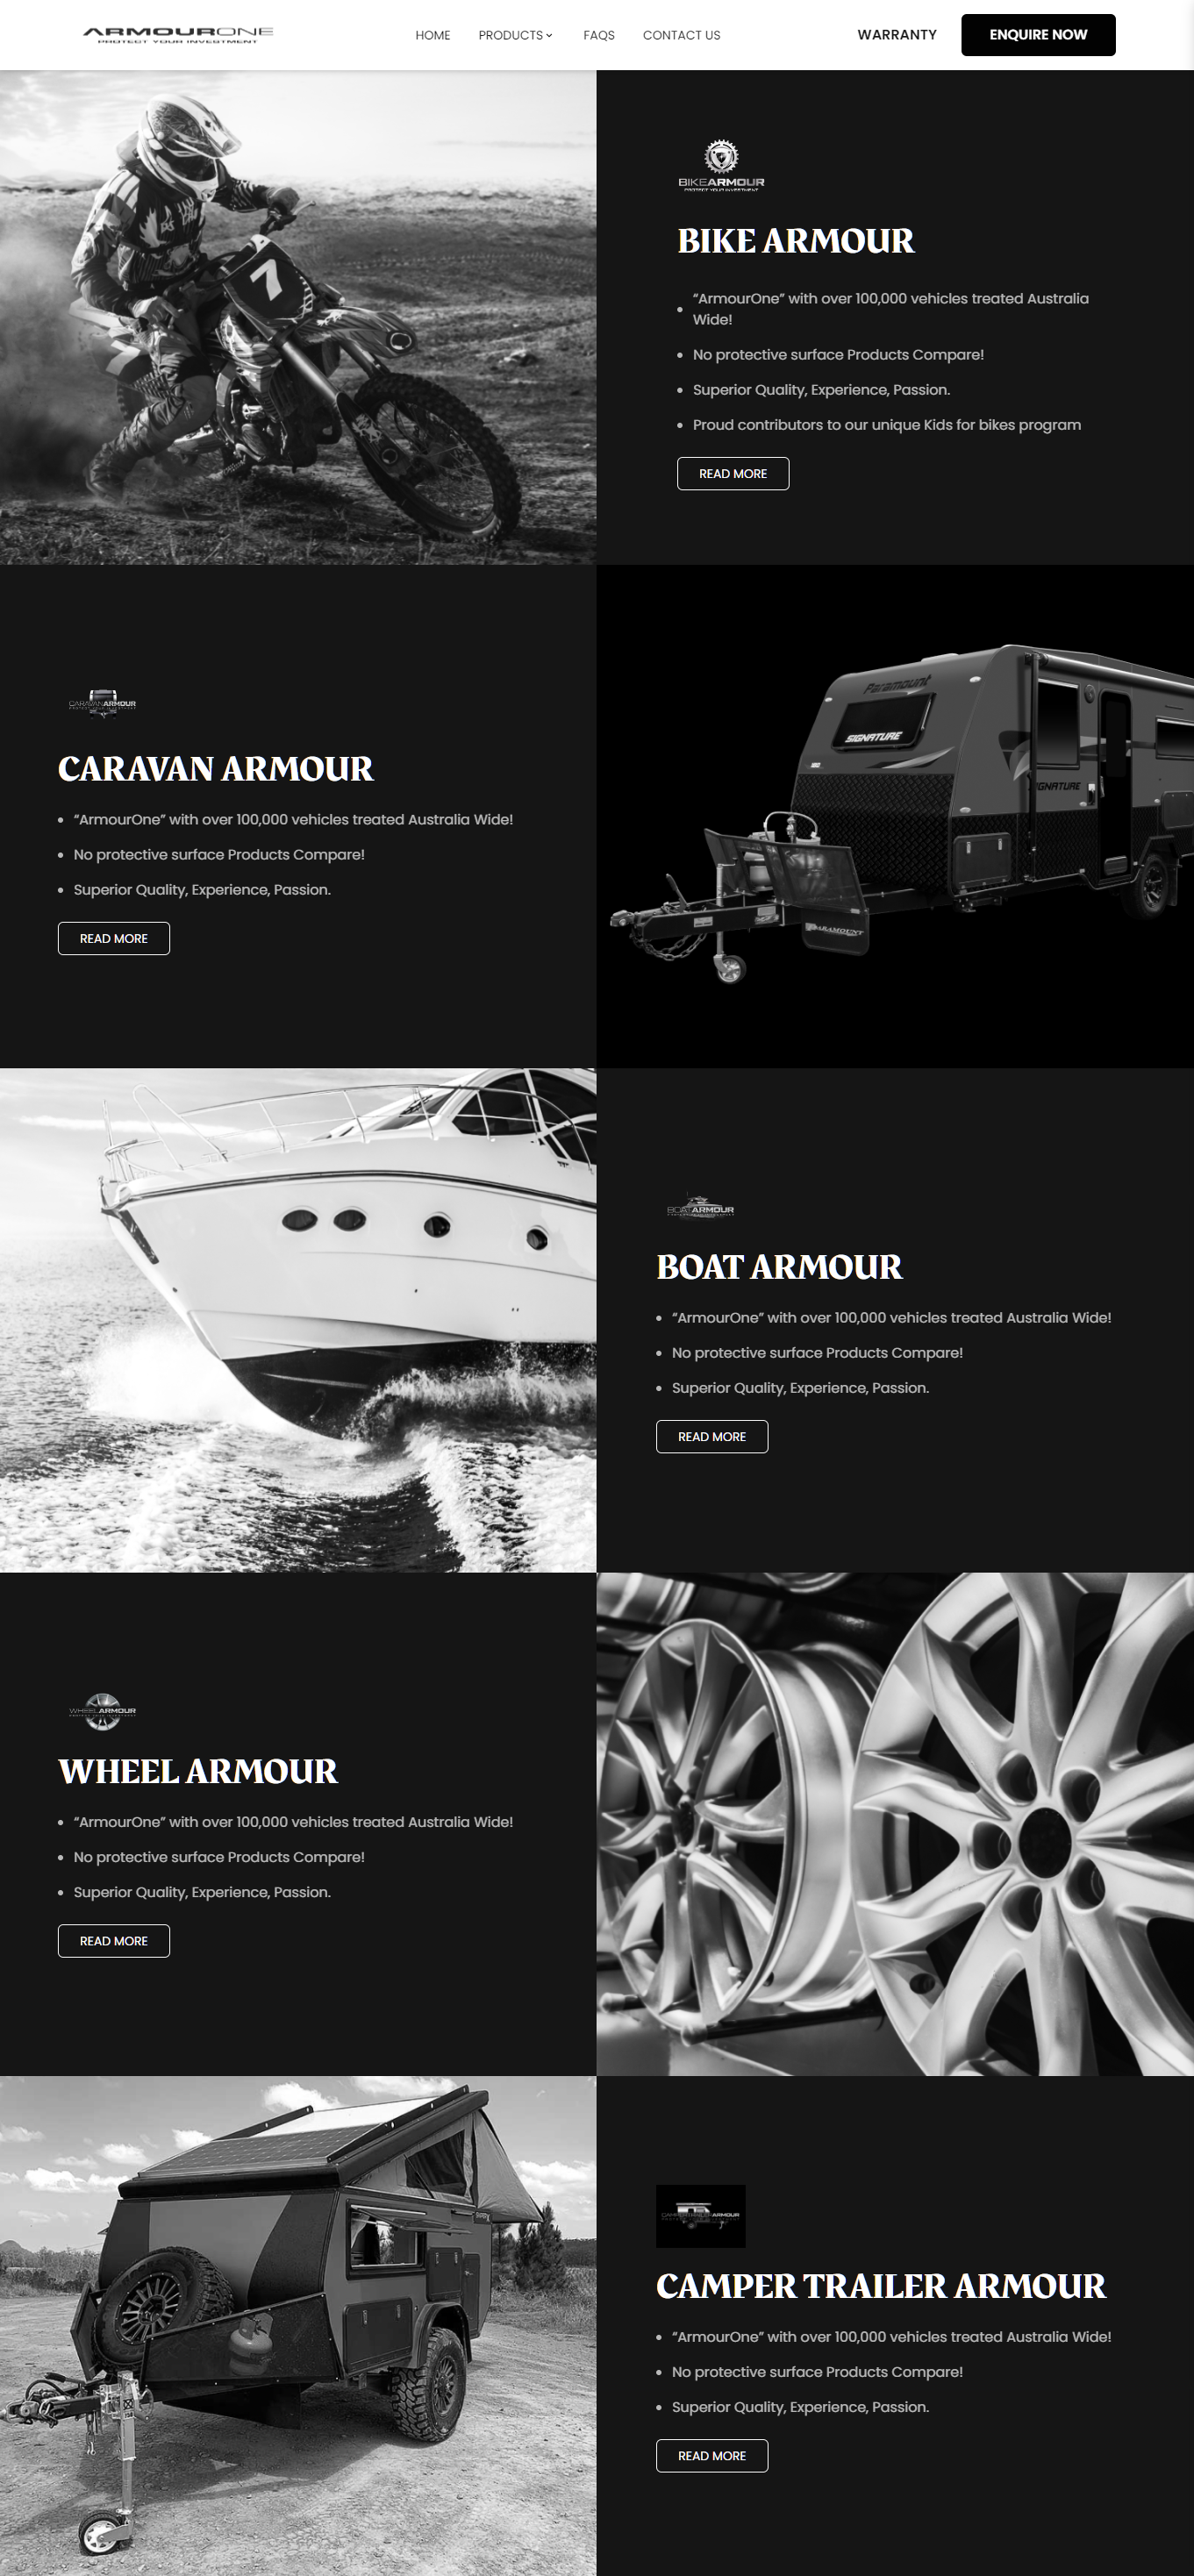 ARMOURONE
PROTECT YOUR INVESTMENT
HOME
PRODUCTS
FAQS
CONTACT US
WARRANTY
ENQUIRE NOW
7
BIKEARMOUR
PROTECT YOUR INVESTMENT
BIKE ARMOUR
“ArmourOne” with over 100,000 vehicles treated Australia
Wide!
No protective surface Products Compare!
Superior Quality, Experience, Passion.
Proud contributors to our unique Kids for bikes program
READ MORE
CARAVANARMOUR
CARAVAN ARMOUR
“ArmourOne” with over 100,000 vehicles treated Australia Wide!
No protective surface Products Compare!
Superior Quality, Experience, Passion.
READ MORE
Paramount
SIGNATURE
SIGNATURE
PARAMOUNT
BOATARMOUR
BOAT ARMOUR
“ArmourOne” with over 100,000 vehicles treated Australia Wide!
No protective surface Products Compare!
Superior Quality, Experience, Passion.
READ MORE
WHEELARMOUR
WHEEL ARMOUR
“ArmourOne” with over 100,000 vehicles treated Australia Wide!
No protective surface Products Compare!
Superior Quality, Experience, Passion.
READ MORE
CAMPERTRAILERARMOUR
CAMPER TRAILER ARMOUR
“ArmourOne” with over 100,000 vehicles treated Australia Wide!
No protective surface Products Compare!
Superior Quality, Experience, Passion.
READ MORE